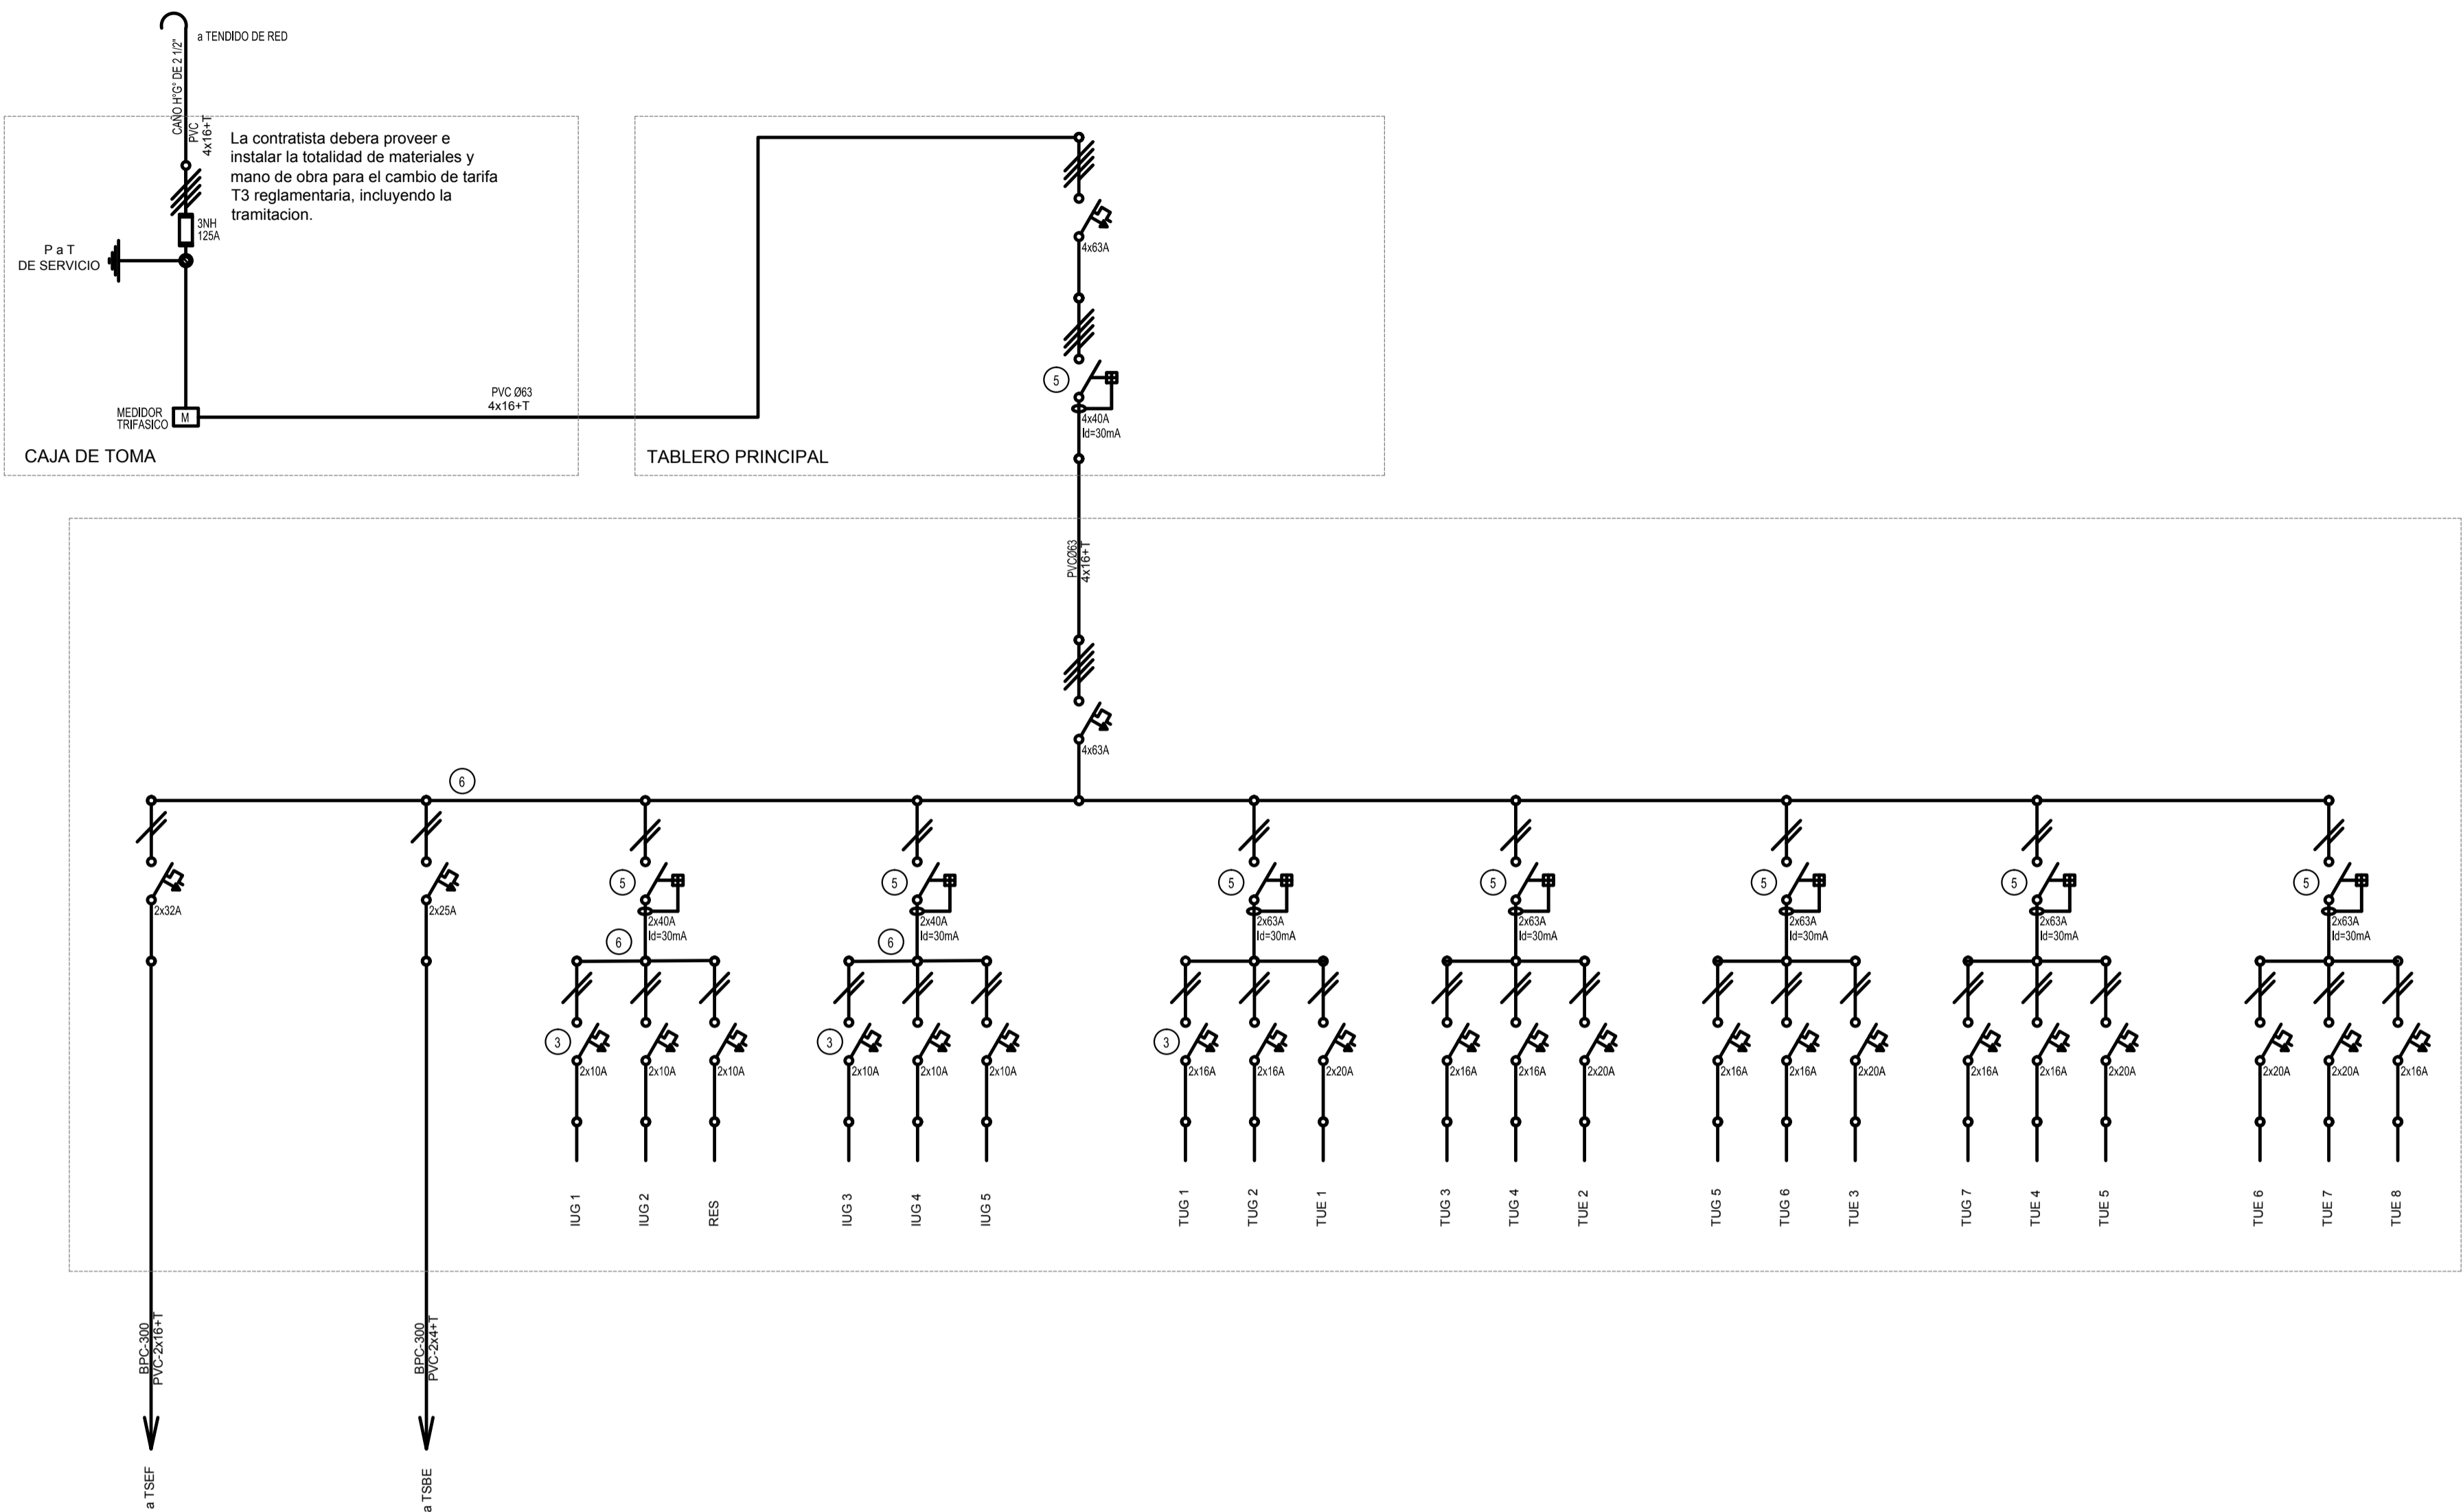 a TENDIDO DE RED
CAÑO H°G° DE 2 1/2"
PVC
4x16+T
La contratista debera proveer e
instalar la totalidad de materiales y
mano de obra para el cambio de tarifa
T3 reglamentaria, incluyendo la
tramitacion.
3NH
125A
P a T
DE SERVICIO
MEDIDOR
TRIFASICO
M
PVC Ø63
4x16+T
CAJA DE TOMA
4x63A
5
4x40A
Id=30mA
TABLERO PRINCIPAL
PVCØ63
4x16+T
4x63A
6
2x32A
2x25A
5
2x40A
Id=30mA
5
2x40A
Id=30mA
5
2x63A
Id=30mA
5
2x63A
Id=30mA
5
2x63A
Id=30mA
5
2x63A
Id=30mA
5
2x63A
Id=30mA
6
6
3
2x10A
2x10A
2x10A
3
2x10A
2x10A
2x10A
3
2x16A
2x16A
2x20A
2x16A
2x16A
2x20A
2x16A
2x16A
2x20A
2x16A
2x16A
2x20A
2x20A
2x20A
2x16A
IUG 1
IUG 2
RES
IUG 3
IUG 4
IUG 5
TUG 1
TUG 2
TUE 1
TUG 3
TUG 4
TUE 2
TUG 5
TUG 6
TUE 3
TUG 7
TUE 4
TUE 5
TUE 6
TUE 7
TUE 8
BPC-300
PVC-2x16+T
BPC-300
PVC-2x4+T
a TSEF
a TSBE